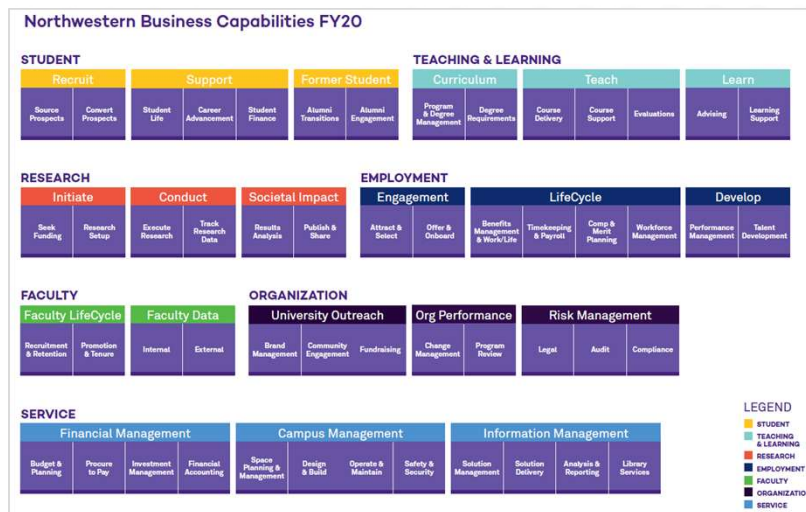 Northwestern Business Capabilities FY20
STUDENT
Recruit
Support
Former Student
Source
Prospects
Convert
Prospects
Student
Life
Career
Advancement
Student
Finance
Alumni
Transitions
Alumni
Engagement
TEACHING & LEARNING
Curriculum
Teach
Learn
Program
& Degree
Management
Degree
Requirements
Course
Delivery
Course
Support
Evaluations
Advising
Learning
Support
RESEARCH
Initiate
Conduct
Societal Impact
Seek
Funding
Research
Setup
Execute
Research
Track
Research
Data
Results
Analysis
Publish &
Share
EMPLOYMENT
Engagement
LifeCycle
Develop
Attract &
Select
Offer &
Onboard
Benefits
Management
& Work/Life
Timekeeping
& Payroll
Comp &
Merit
Planning
Workforce
Management
Performance
Management
Talent
Development
FACULTY
Faculty LifeCycle
Faculty Data
Recruitment
& Retention
Promotion
& Tenure
Internal
External
ORGANIZATION
University Outreach
Org Performance
Risk Management
Brand
Management
Community
Engagement
Fundraising
Change
Management
Program
Review
Legal
Audit
Compliance
SERVICE
Financial Management
Campus Management
Information Management
Budget &
Planning
Procure
to Pay
Investment
Management
Financial
Accounting
Space
Planning &
Management
Design
& Build
Operate &
Maintain
Safety &
Security
Solution
Management
Solution
Delivery
Analysis &
Reporting
Library
Services
LEGEND
STUDENT
TEACHING
& LEARNING
RESEARCH
EMPLOYMENT
FACULTY
ORGANIZATIO
SERVICE